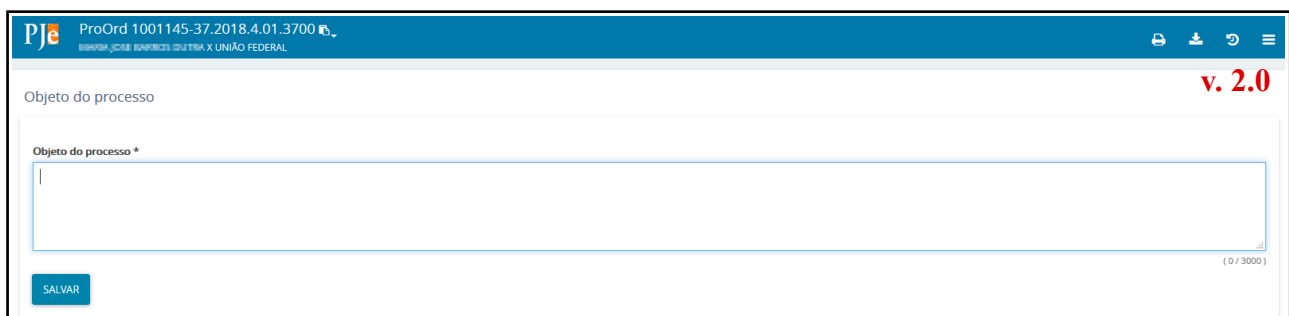 PJe ProOrd 1001145-37.2018.4.01.3700
X UNIÃO FEDERAL
v. 2.0
Objeto do processo
Objeto do processo *
( 0 / 3000 )
SALVAR